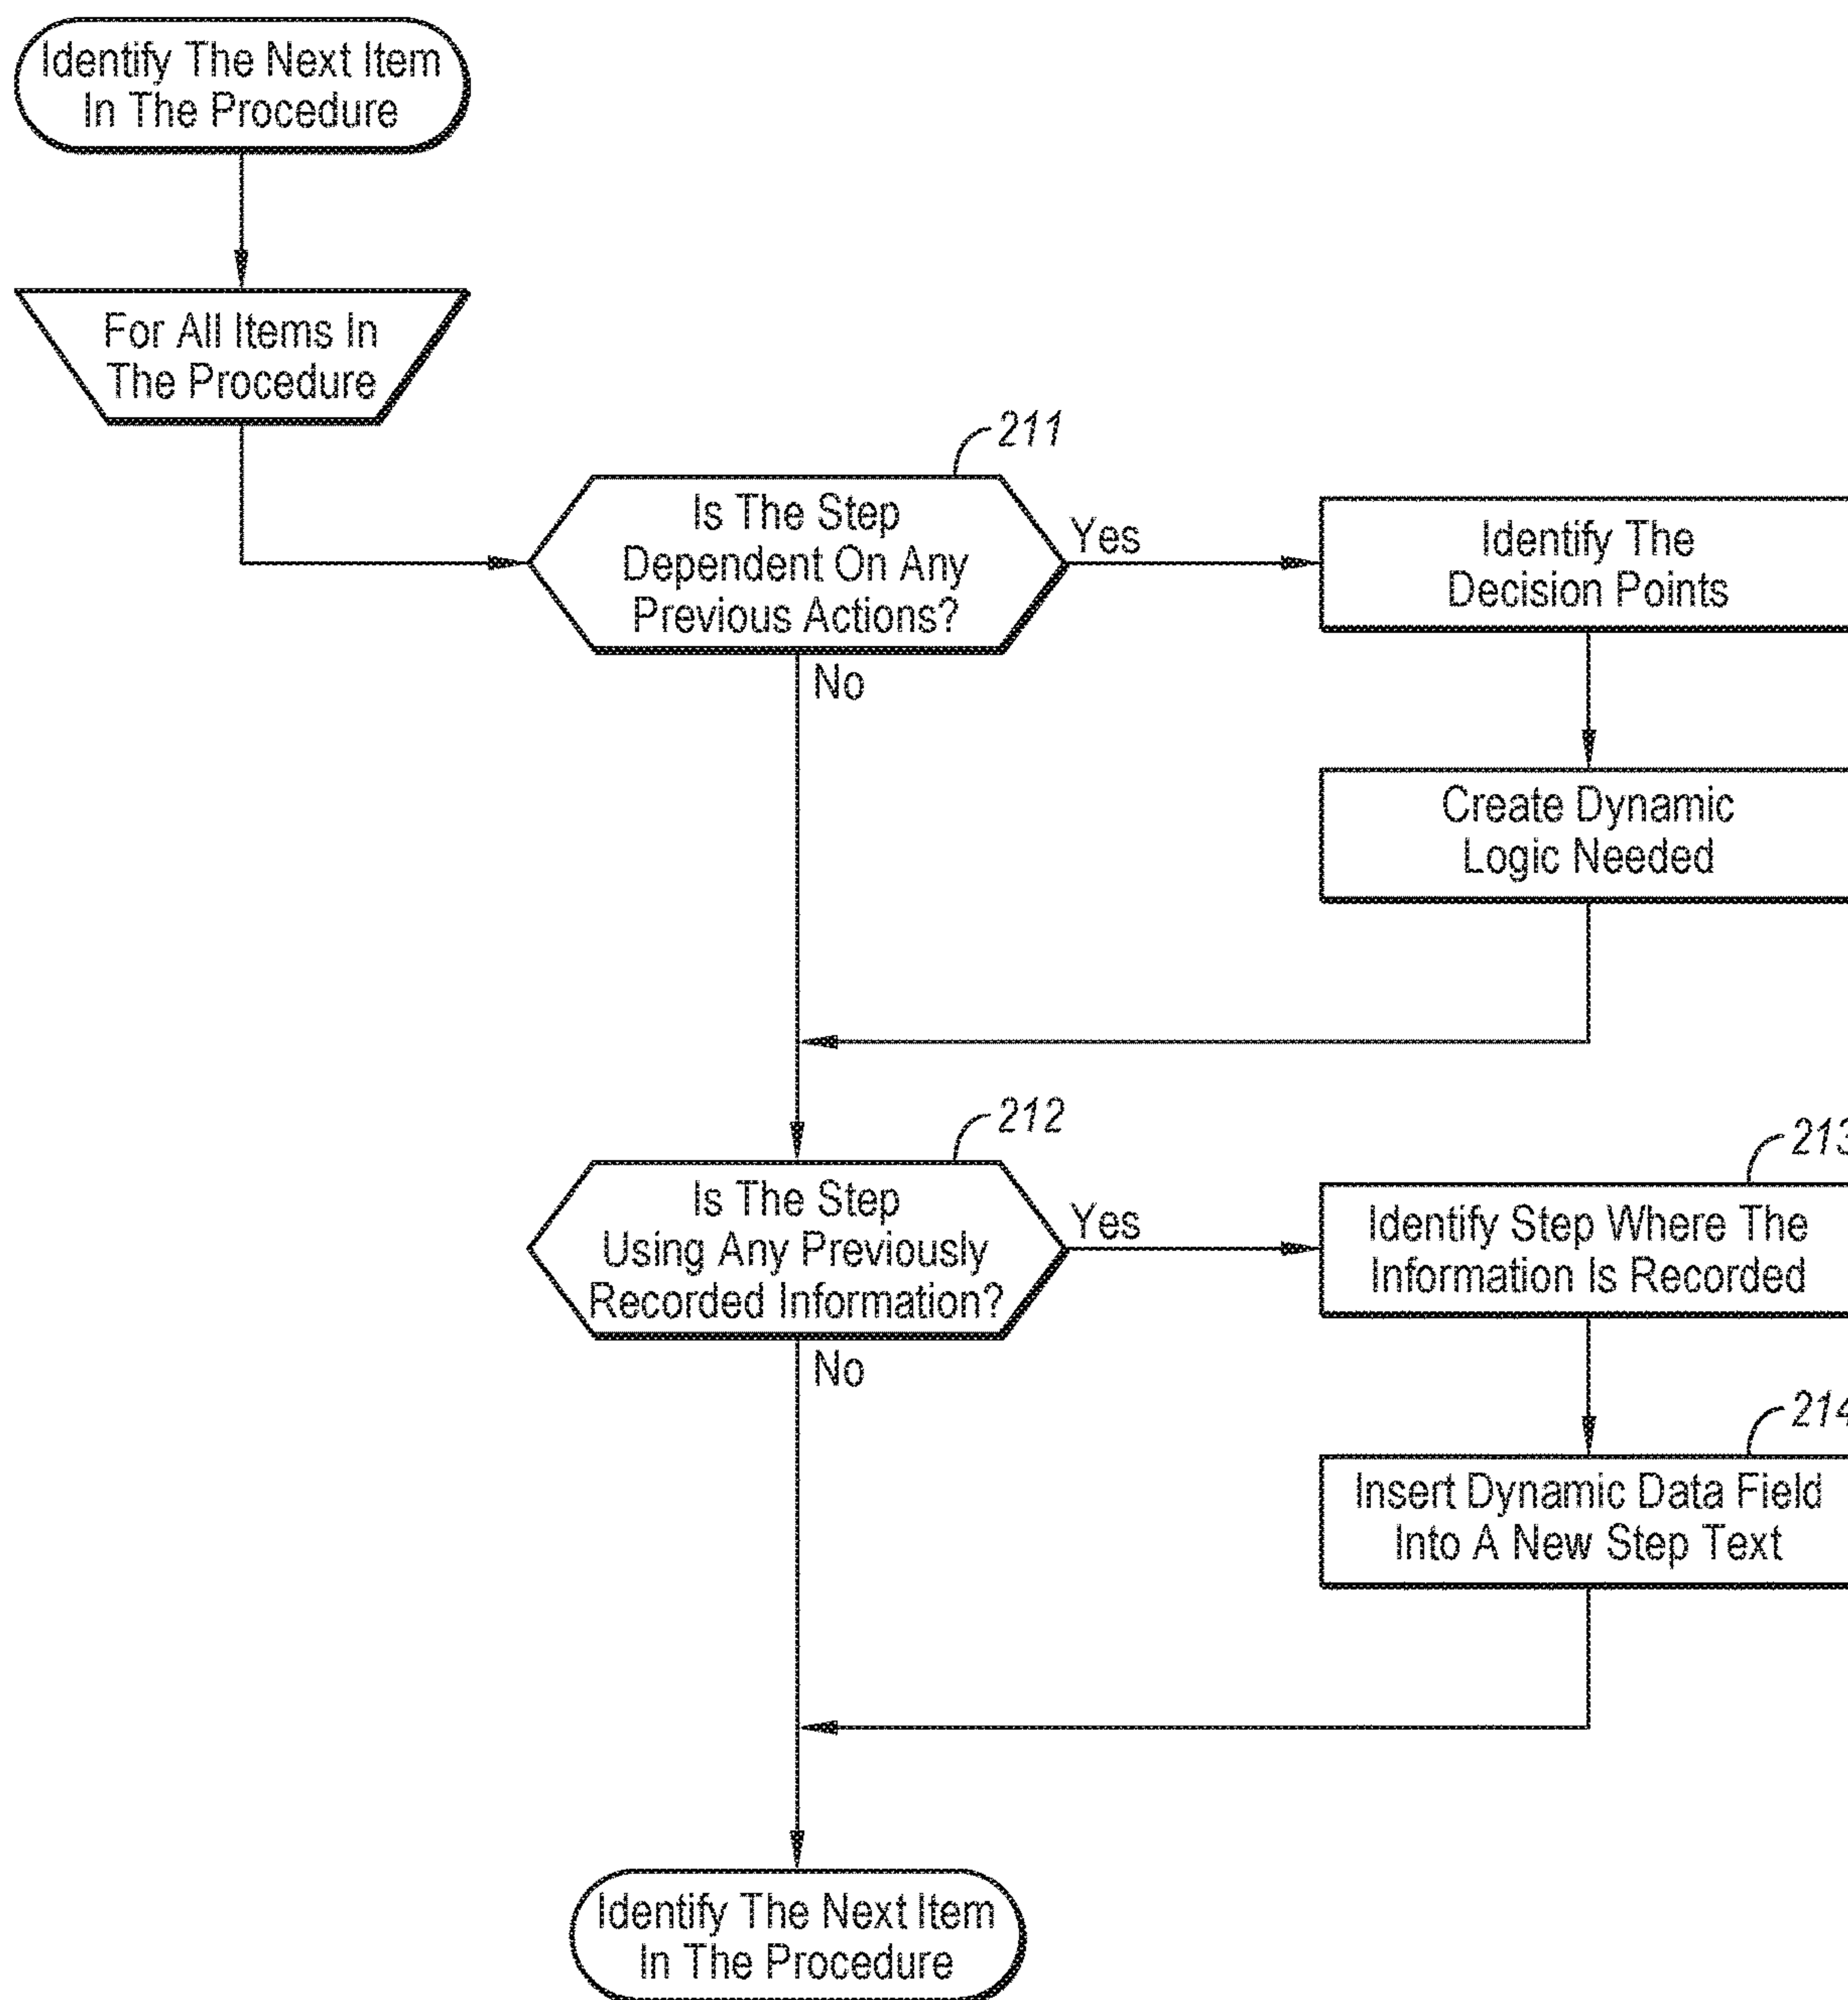 Identify The Next Item
In The Procedure
For All Items In
The Procedure
211
Is The Step
Dependent On Any
Previous Actions?
Yes
No
Identify The
Decision Points
Create Dynamic
Logic Needed
212
Is The Step
Using Any Previously
Recorded Information?
Yes
No
213
Identify Step Where The
Information Is Recorded
214
Insert Dynamic Data Field
Into A New Step Text
Identify The Next Item
In The Procedure